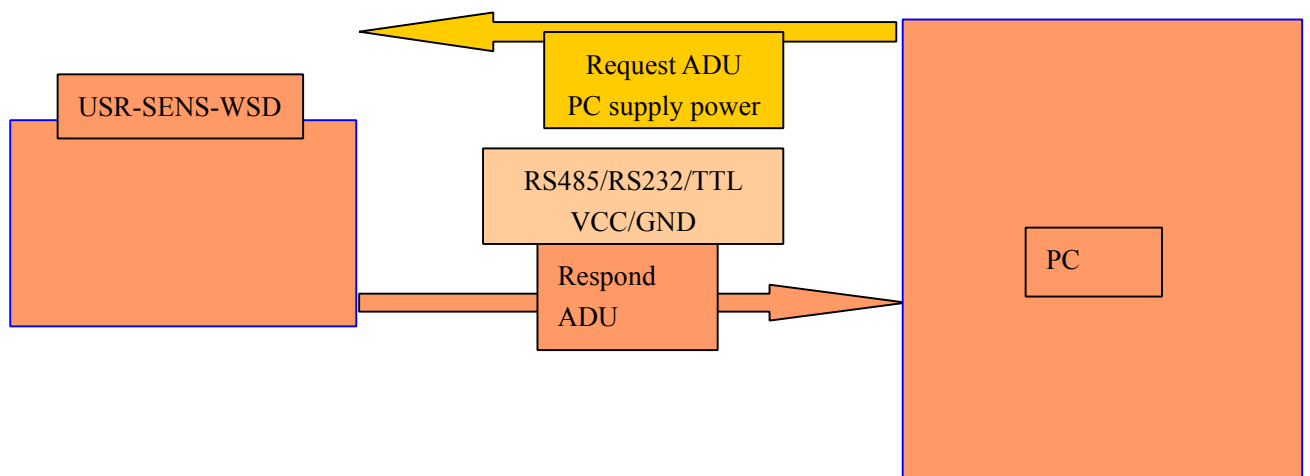 Request ADU
PC supply power
USR-SENS-WSD
RS485/RS232/TTL
VCC/GND
PC
Respond
ADU